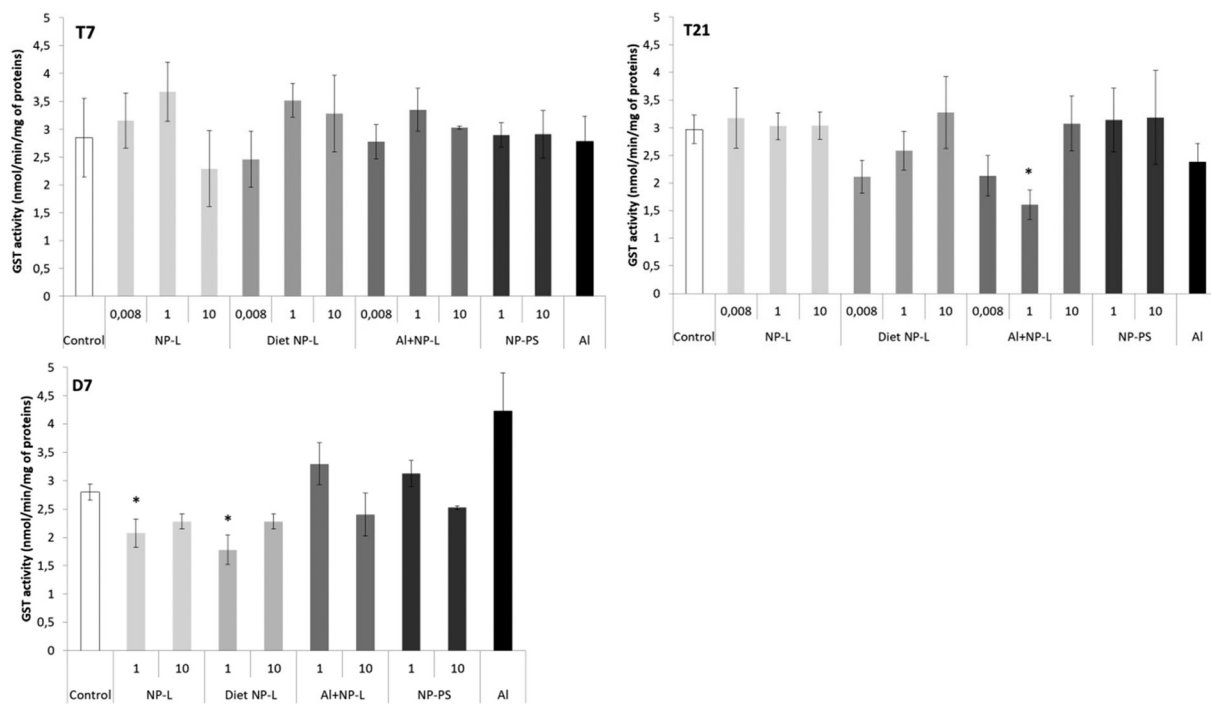 T7
GST activity (nmol/min/mg of proteins)
5
4,5
4
3,5
3
2,5
2
1,5
1
0,5
0
0,008 1 10 0,008 1 10 0,008 1 10 1 10
Control NP-L Diet NP-L Al+NP-L NP-PS Al
T21
GST activity (nmol/min/mg of proteins)
5
4,5
4
3,5
3
2,5
2
1,5
1
0,5
0
*
0,008 1 10 0,008 1 10 0,008 1 10 1 10
Control NP-L Diet NP-L Al+NP-L NP-PS Al
D7
GST activity (nmol/min/mg of proteins)
5
4,5
4
3,5
3
2,5
2
1,5
1
0,5
0
* *
1 10 1 10 1 10 1 10
Control NP-L Diet NP-L Al+NP-L NP-PS Al